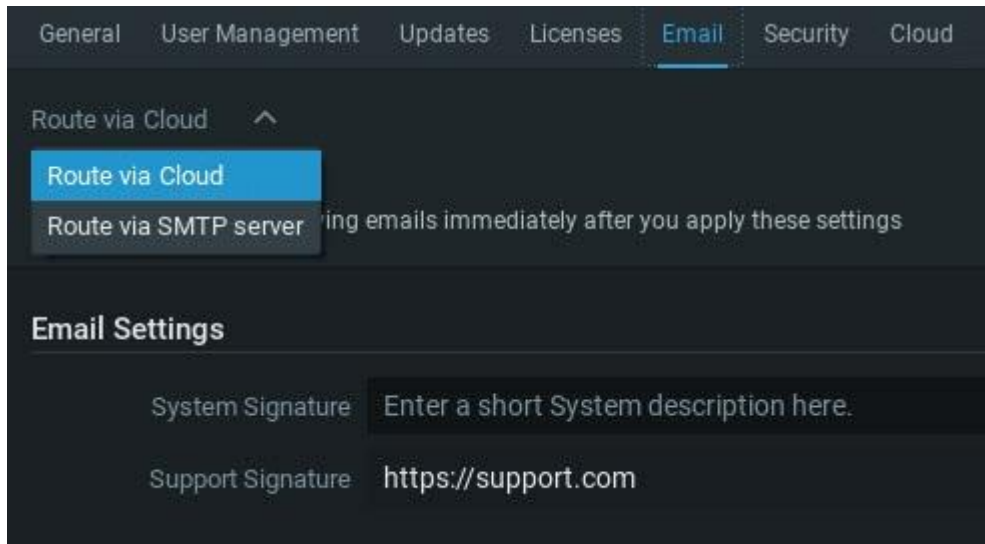 General User Management Updates Licenses Email Security Cloud
Route via Cloud
Route via Cloud
Route via SMTP server
ing emails immediately after you apply these settings
Email Settings
System Signature Enter a short System description here.
Support Signature https://support.com